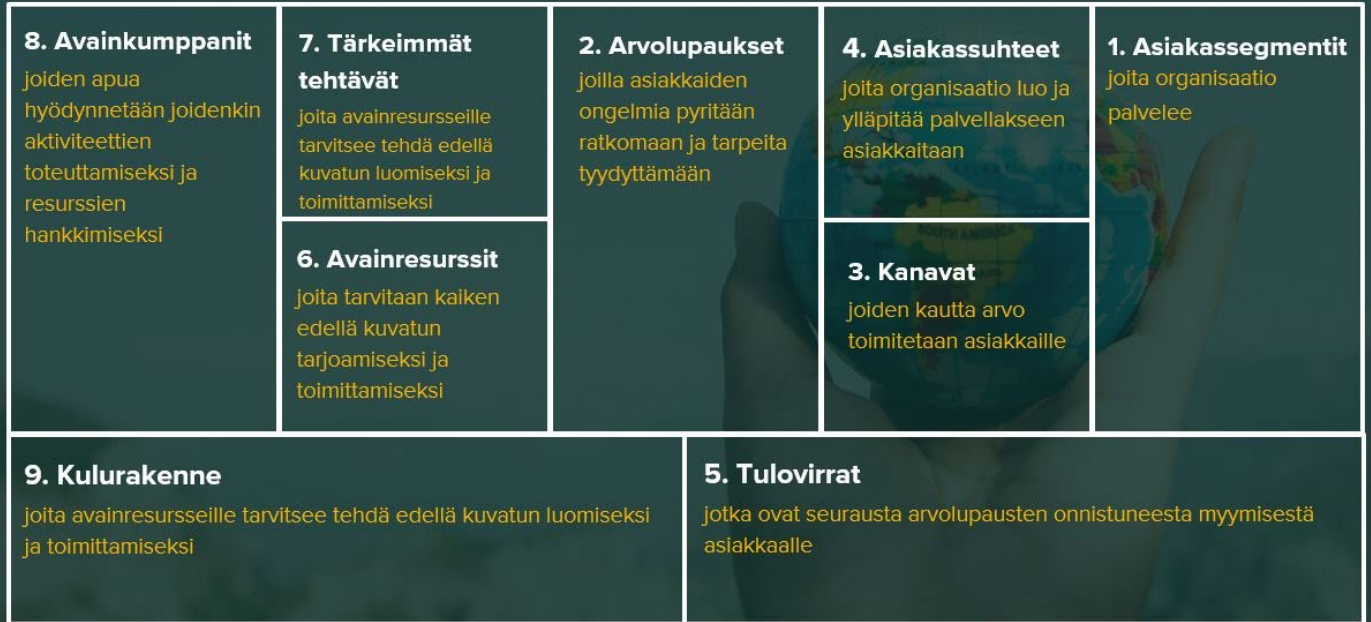 8. Avainkumppanit
joiden apua
hyödynnetään joidenkin
aktiviteettien
toteuttamiseksi ja
resurssien
hankkimiseksi
7. Tärkeimmät
tehtävät
joita avainresursseille
tarvitsee tehdä edellä
kuvatun luomiseksi ja
toimittamiseksi
6. Avainresurssit
joita tarvitaan kaiken
edellä kuvatun
tarjoamiseksi ja
toimittamiseksi
2. Arvolupaukset
joilla asiakkaiden
ongelmia pyritään
ratkomaan ja tarpeita
tyydyttämään
4. Asiakassuhteet
joita organisaatio luo ja
ylläpitää palvellakseen
asiakkaitaan
3. Kanavat
joiden kautta arvo
toimitetaan asiakkaille
1. Asiakassegmentit
joita organisaatio
palvelee
9. Kulurakenne
joita avainresursseille tarvitsee tehdä edellä kuvatun luomiseksi
ja toimittamiseksi
5. Tulovirrat
jotka ovat seurausta arvolupausten onnistuneesta myymisestä
asiakkaalle
SOUTH AMERICA